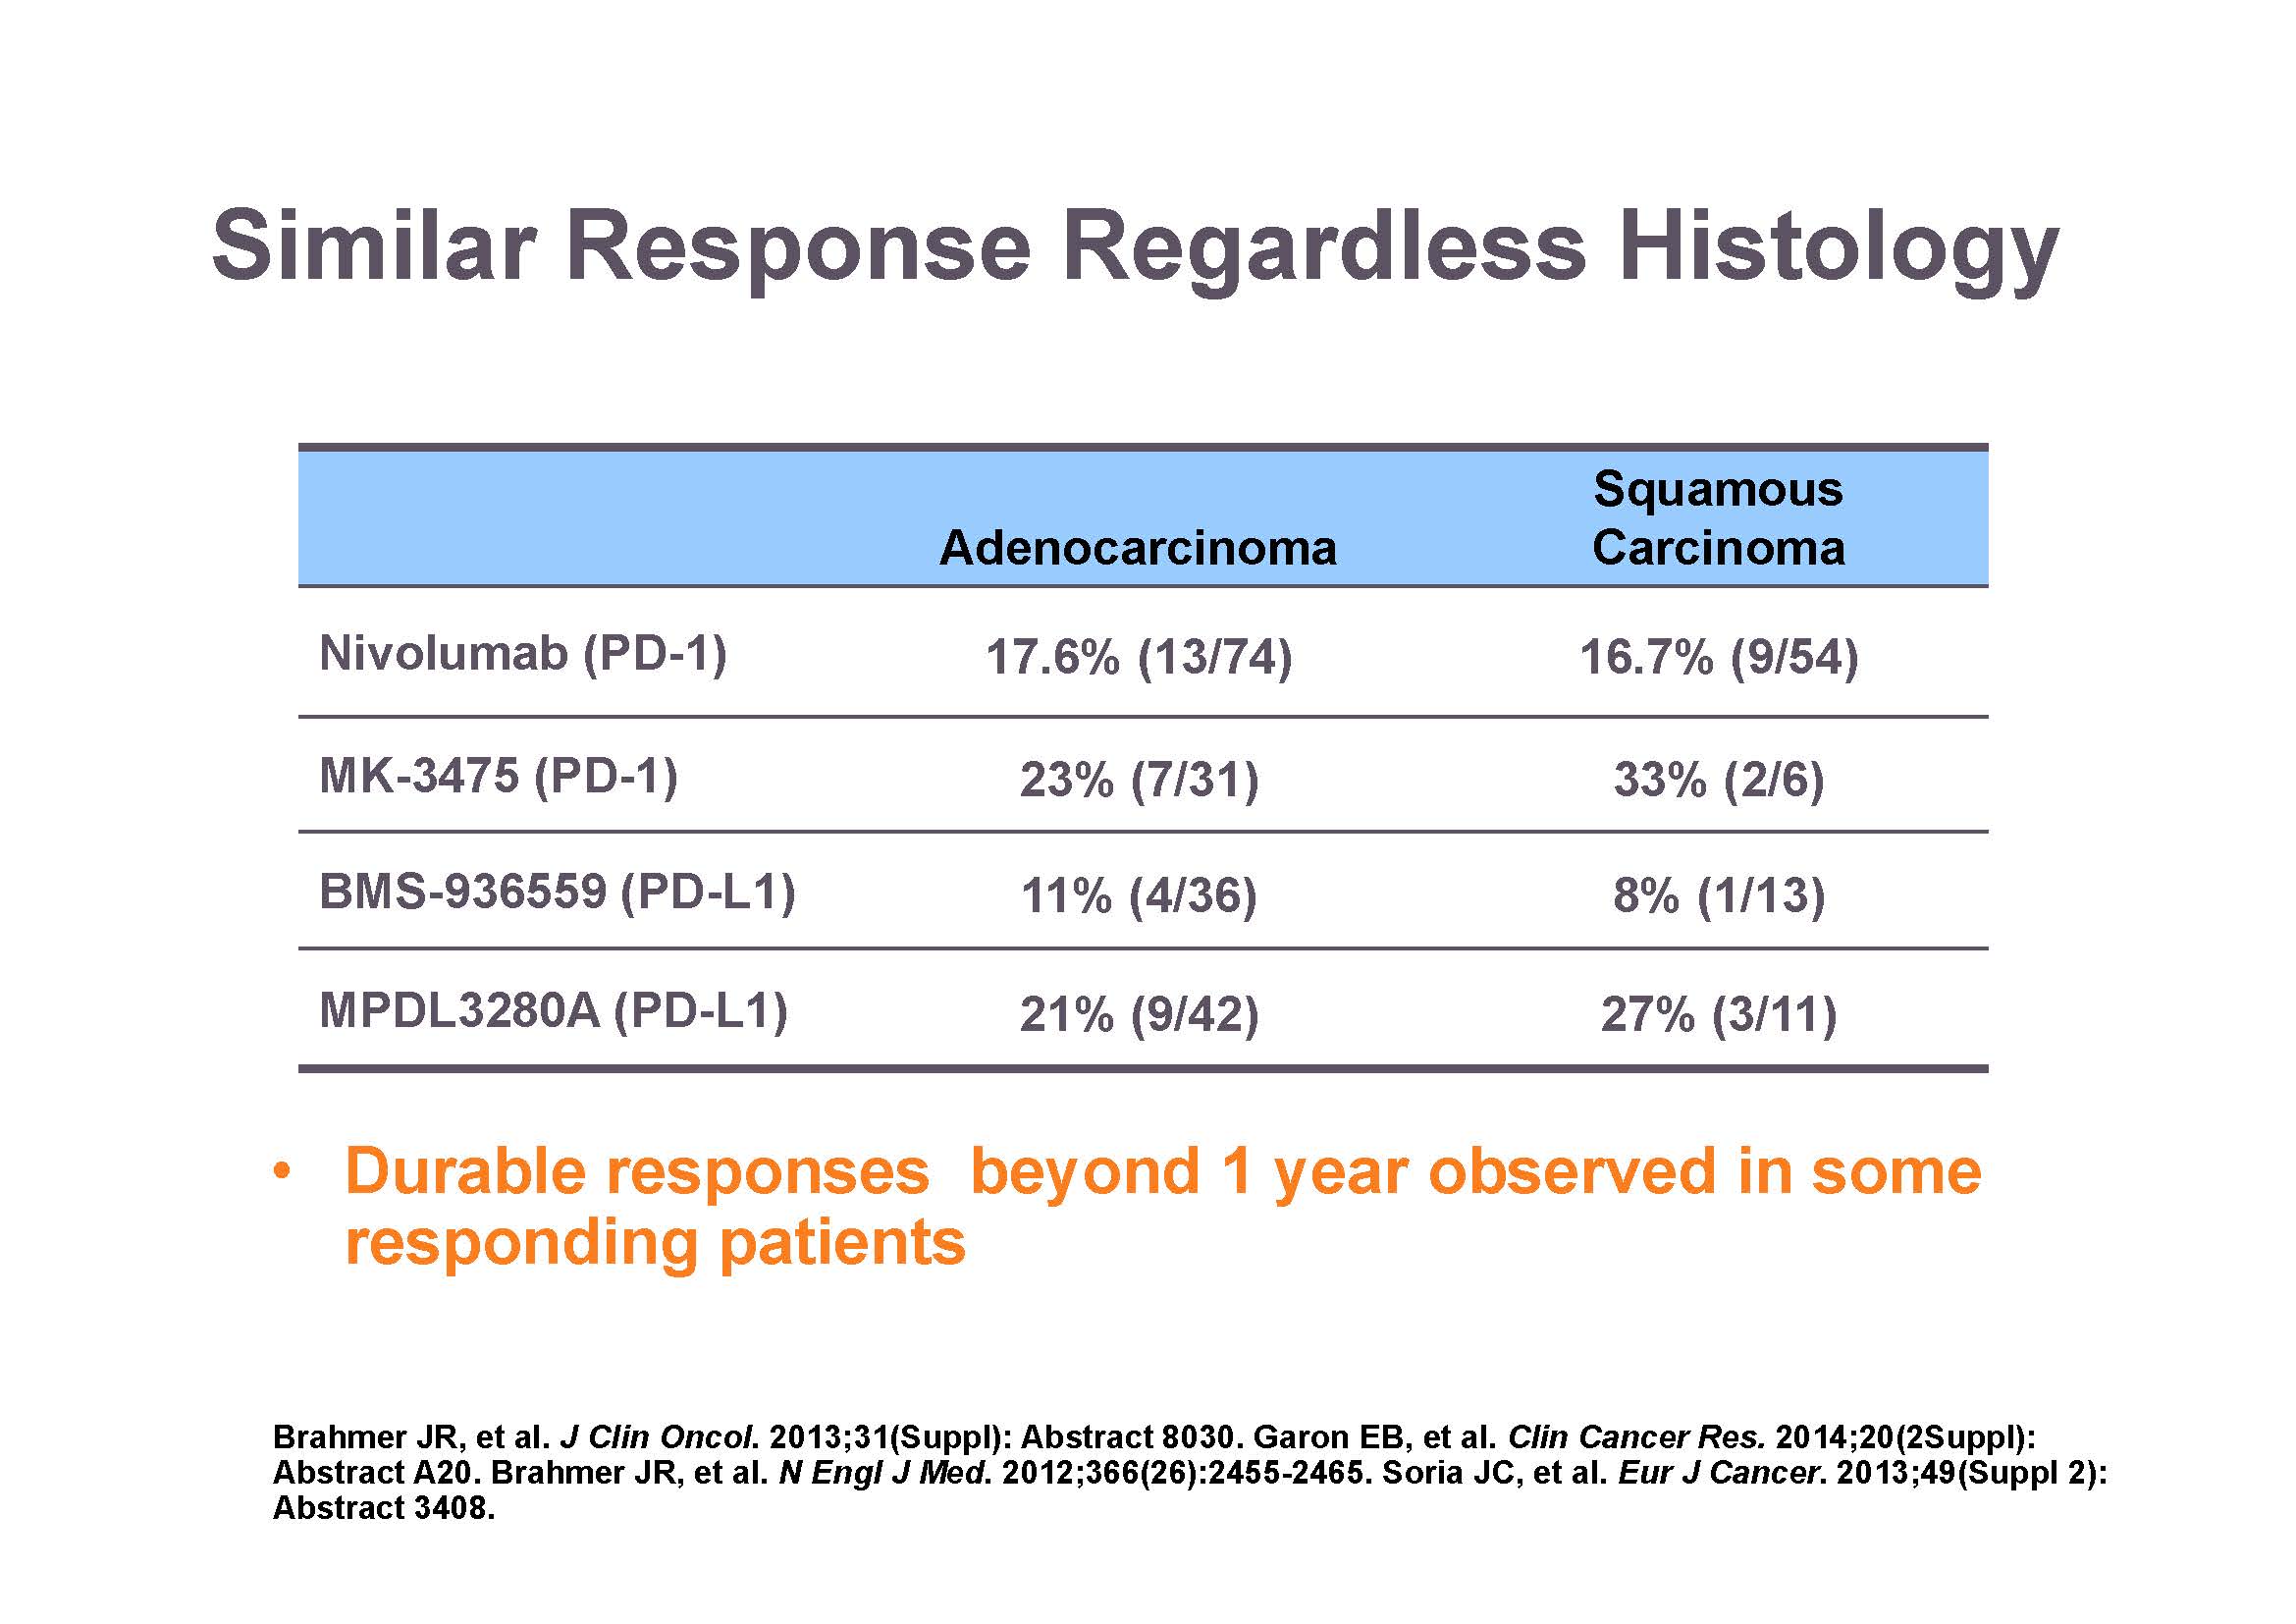 Similar Response Regardless Histology
Adenocarcinoma Squamous Carcinoma
Nivolumab (PD-1) 17.6% (13/74) 16.7% (9/54)
MK-3475 (PD-1) 23% (7/31) 33% (2/6)
BMS-936559 (PD-L1) 11% (4/36) 8% (1/13)
MPDL3280A (PD-L1) 21% (9/42) 27% (3/11)
• Durable responses beyond 1 year observed in some
responding patients
Brahmer JR, et al. J Clin Oncol. 2013;31(Suppl): Abstract 8030. Garon EB, et al. Clin Cancer Res. 2014;20(2Suppl):
Abstract A20. Brahmer JR, et al. N Engl J Med. 2012;366(26):2455-2465. Soria JC, et al. Eur J Cancer. 2013;49(Suppl 2):
Abstract 3408.